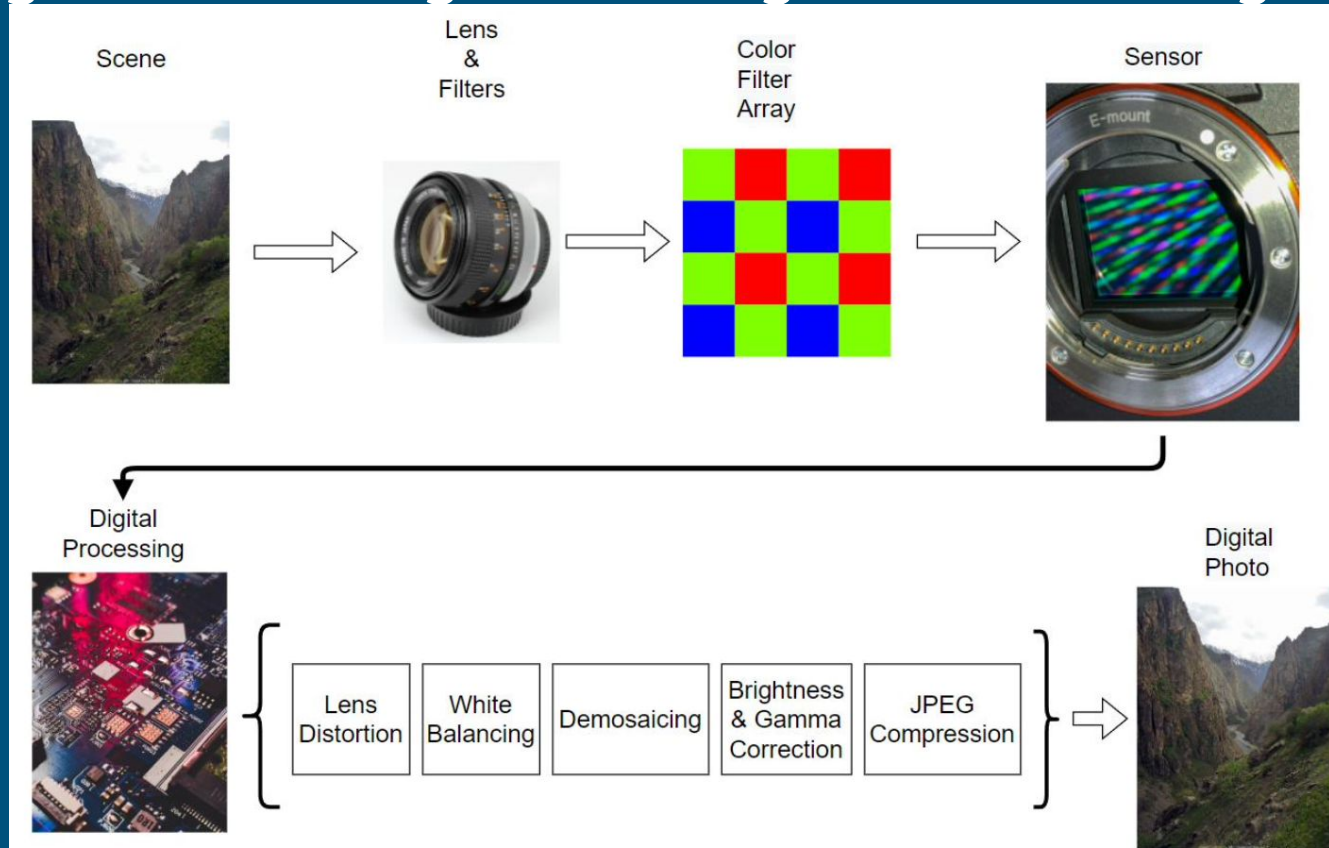 Scene
Lens
&
Filters
Color
Filter
Array
Sensor
E-mount
Digital
Processing
Lens
Distortion
White
Balancing
Demosaicing
Brightness
& Gamma
Correction
JPEG
Compression
Digital
Photo